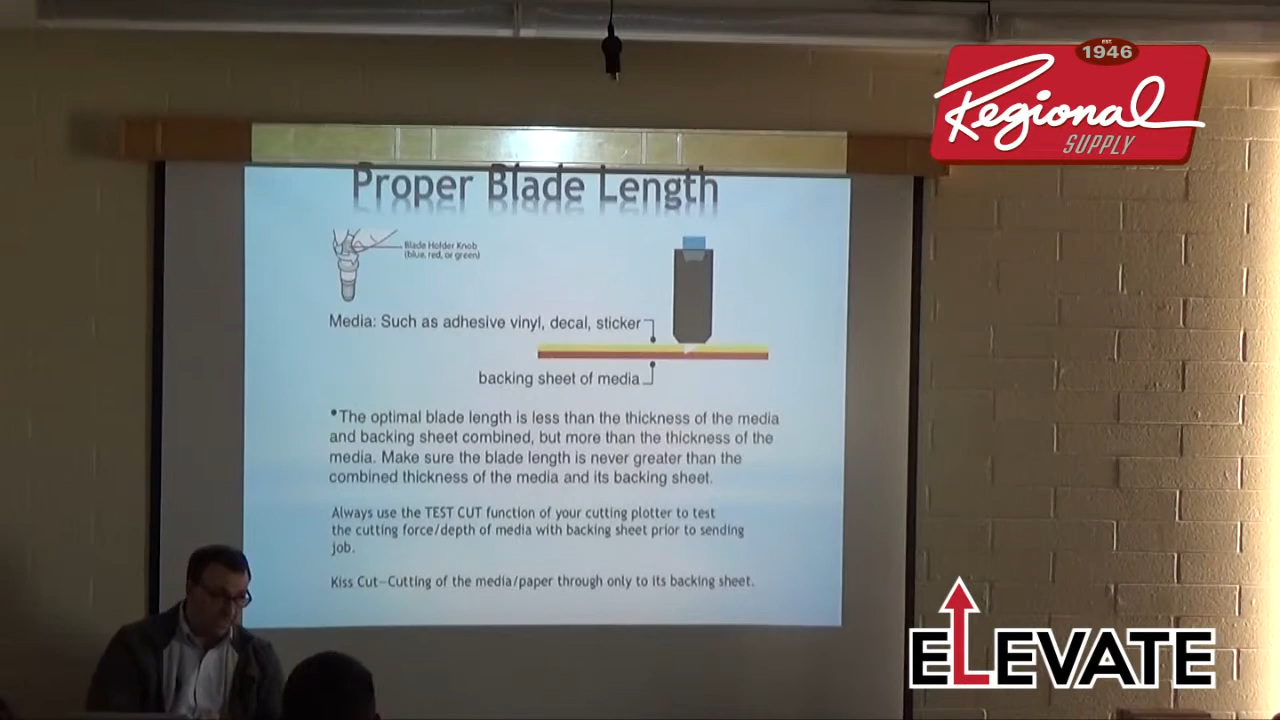 EST.
1946
Regional
SUPPLY
Proper Blade Length
Blade Holder Knob
(blue, red, or green)
Media: Such as adhesive vinyl, decal, sticker
backing sheet of media
•The optimal blade length is less than the thickness of the media
and backing sheet combined, but more than the thickness of the
media. Make sure the blade length is never greater than the
combined thickness of the media and its backing sheet.
Always use the TEST CUT function of your cutting plotter to test
the cutting force/depth of media with backing sheet prior to sending
job.
Kiss Cut—Cutting of the media/paper through only to its backing sheet.
ELEVATE